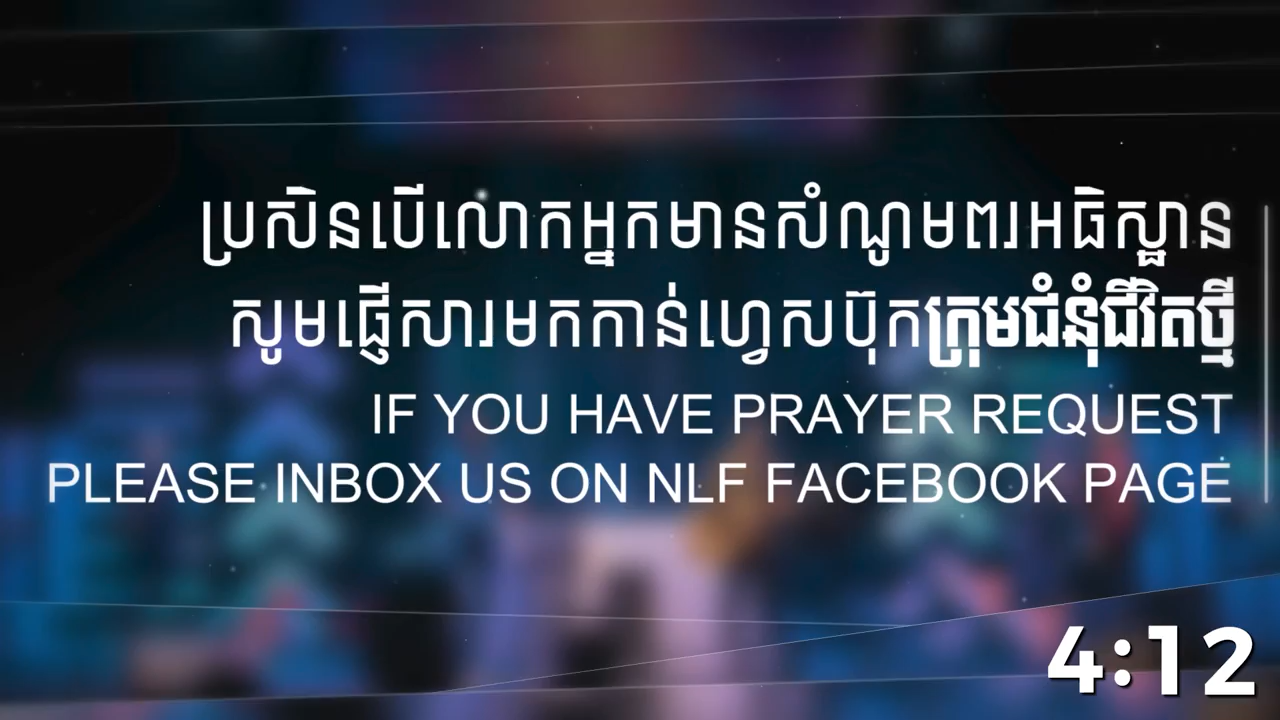 ប្រសិនបើលោកអ្នកមានសំណូមពរអធិស្ឋាន
សូមផ្ញើសារមកកាន់ហ្វេសប៊ុកក្រុមជំនុំជីវិតថ្មី
IF YOU HAVE PRAYER REQUEST
PLEASE INBOX US ON NLF FACEBOOK PAGE
4:12